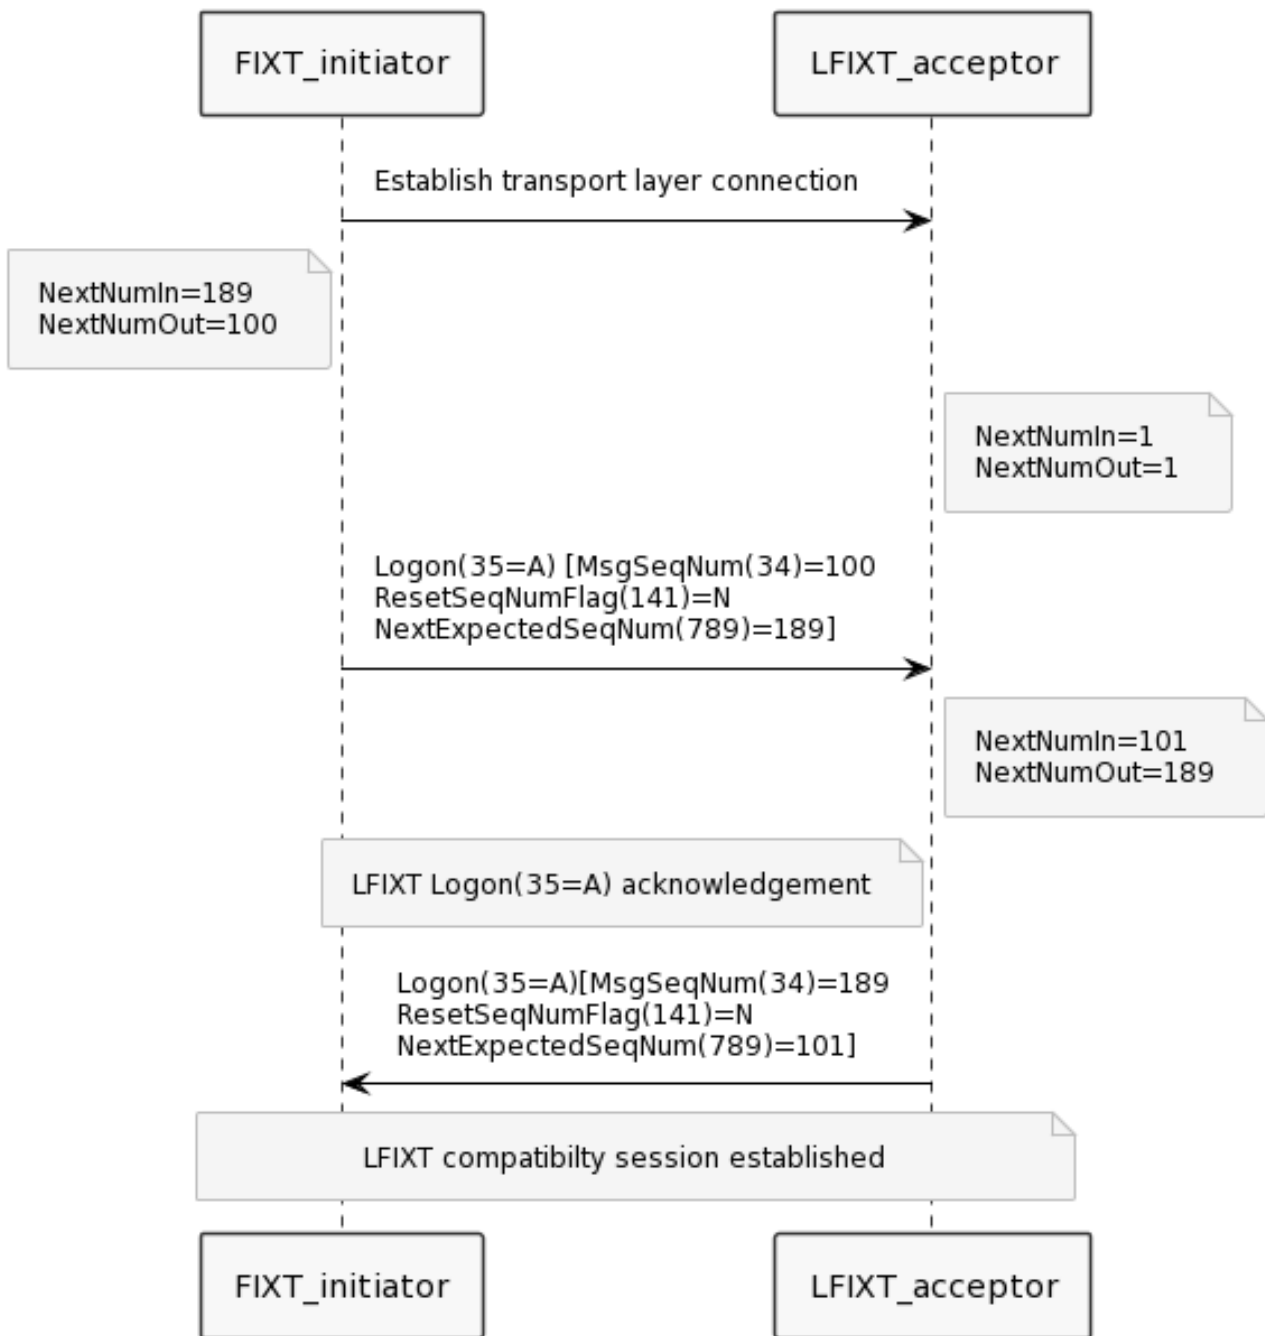 FIXT_initiator
LFIXT_acceptor
Establish transport layer connection
NextNumIn=189
NextNumOut=100
NextNumIn=1
NextNumOut=1
Logon(35=A) [MsgSeqNum(34)=100
ResetSeqNumFlag(141)=N
NextExpectedSeqNum(789)=189]
NextNumIn=101
NextNumOut=189
LFIXT Logon(35=A) acknowledgement
Logon(35=A)[MsgSeqNum(34)=189
ResetSeqNumFlag(141)=N
NextExpectedSeqNum(789)=101]
LFIXT compatibilty session established
FIXT_initiator
LFIXT_acceptor